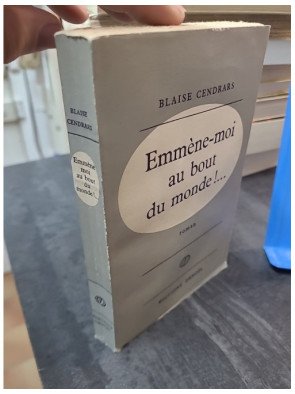 BLAISE
CENDRARS
Emmène
moi
au bout
du
monde!
BLAISE CENDRARS
Emmène-moi
au bout
du monde!...
roman